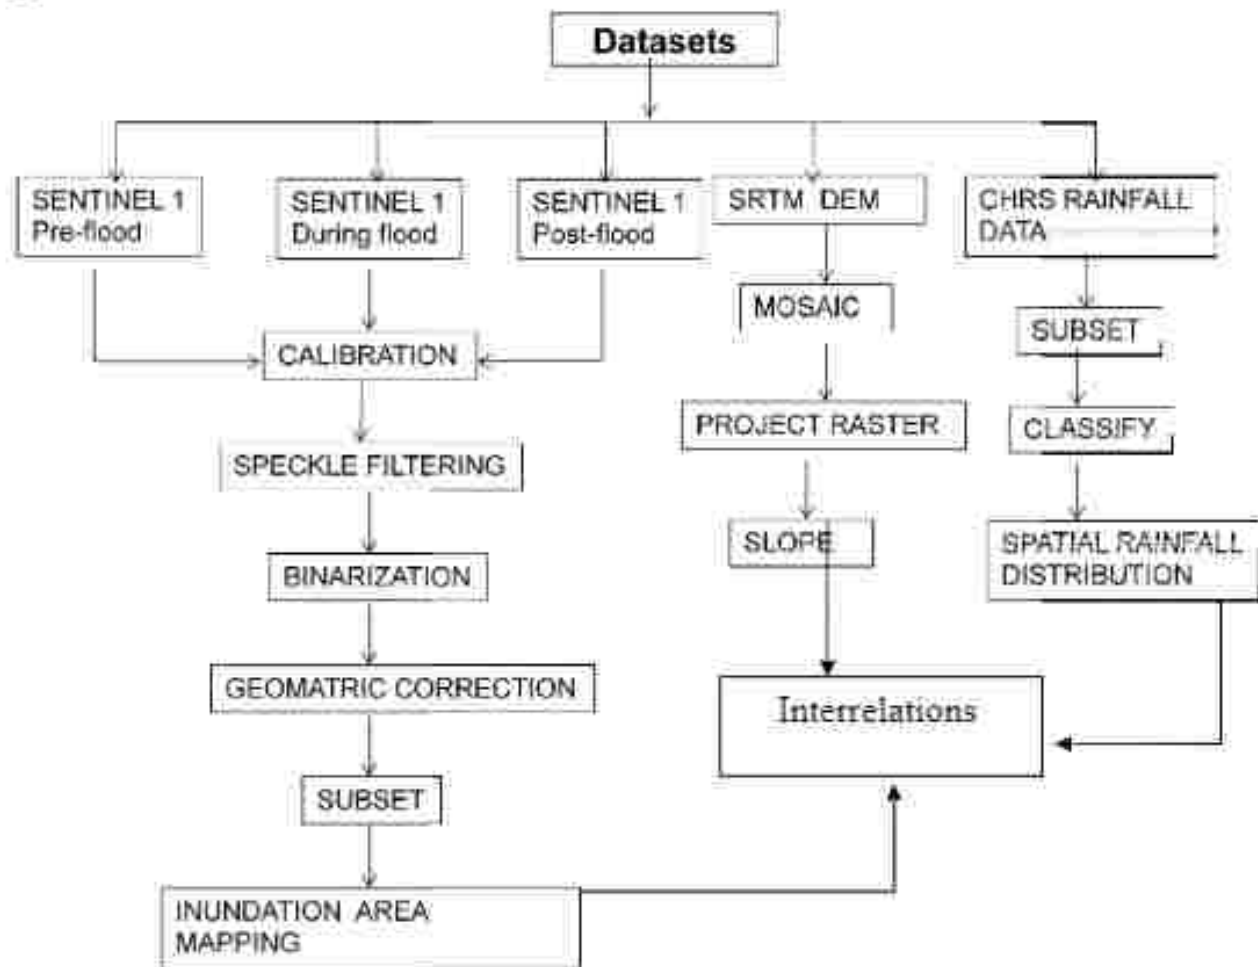 Datasets
SENTINEL 1
Pre-flood
SENTINEL 1
During flood
SENTINEL 1
Post-flood
SRTM DEM
CHRS RAINFALL
DATA
MOSAIC
SUBSET
CALIBRATION
PROJECT RASTER
CLASSIFY
SPECKLE FILTERING
SLOPE
SPATIAL RAINFALL
DISTRIBUTION
BINARIZATION
GEOMATRIC CORRECTION
Interrelations
SUBSET
INUNDATION AREA
MAPPING